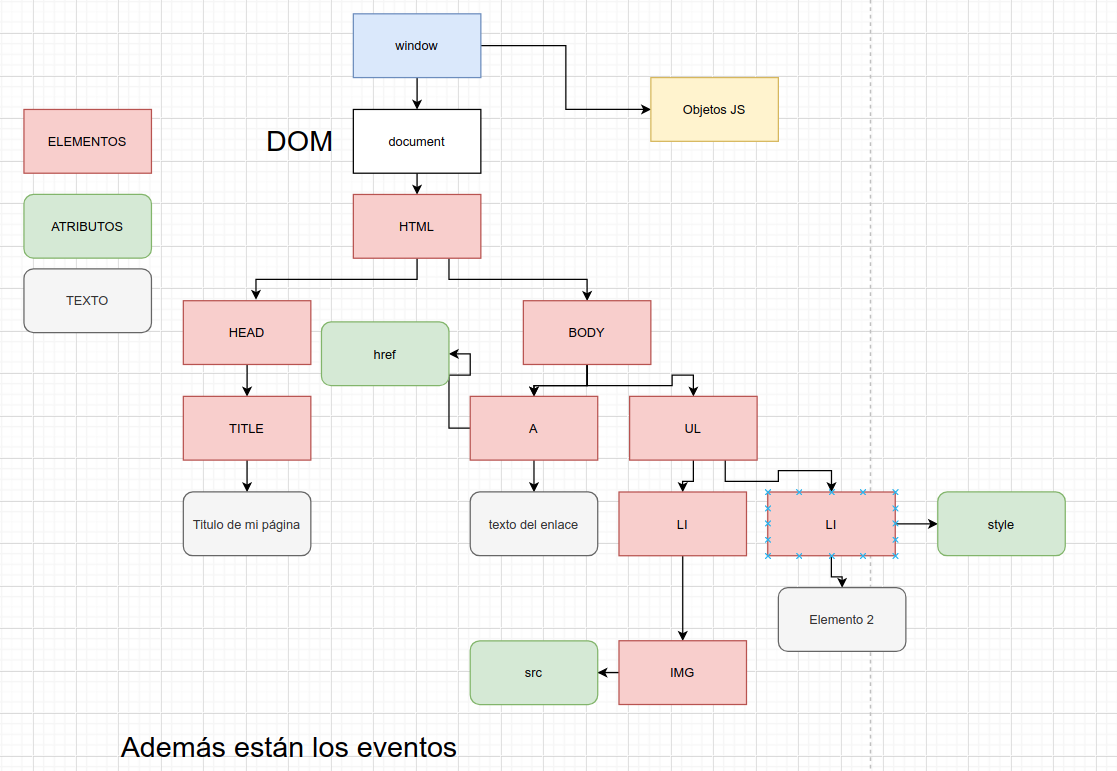 window
Objetos JS
ELEMENTOS
DOM
document
ATRIBUTOS
HTML
TEXTO
HEAD
href
BODY
TITLE
A
UL
Titulo de mi página
texto del enlace
LI
LI
style
Elemento 2
src
IMG
Además están los eventos